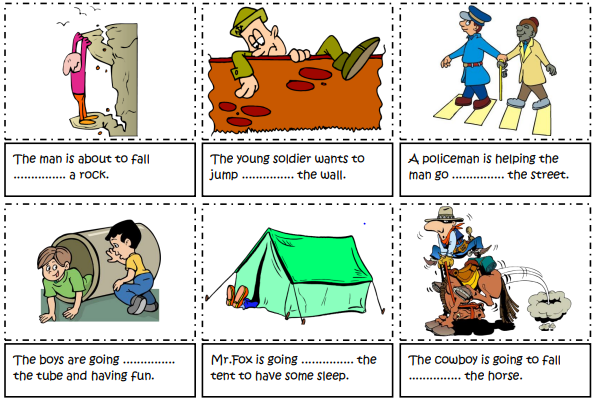 The man is about to fall
............... a rock.
The young soldier wants to
jump ............... the wall.
A policeman is helping the
man go ............... the street.
The boys are going ...............
the tube and having fun.
Mr.Fox is going ............... the
tent to have some sleep.
The cowboy is going to fall
............... the horse.